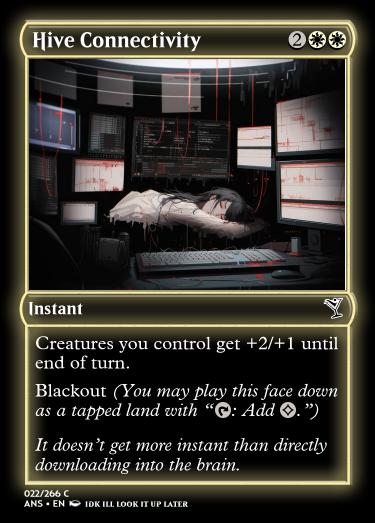 Hive Connectivity 2
Instant
Creatures you control get +2/+1 until
end of turn.
Blackout (You may play this face down
as a tapped land with “: Add .”)
It doesn't get more instant than directly
downloading into the brain.
022/266 C
ANS • EN IDK ILL LOOK IT UP LATER